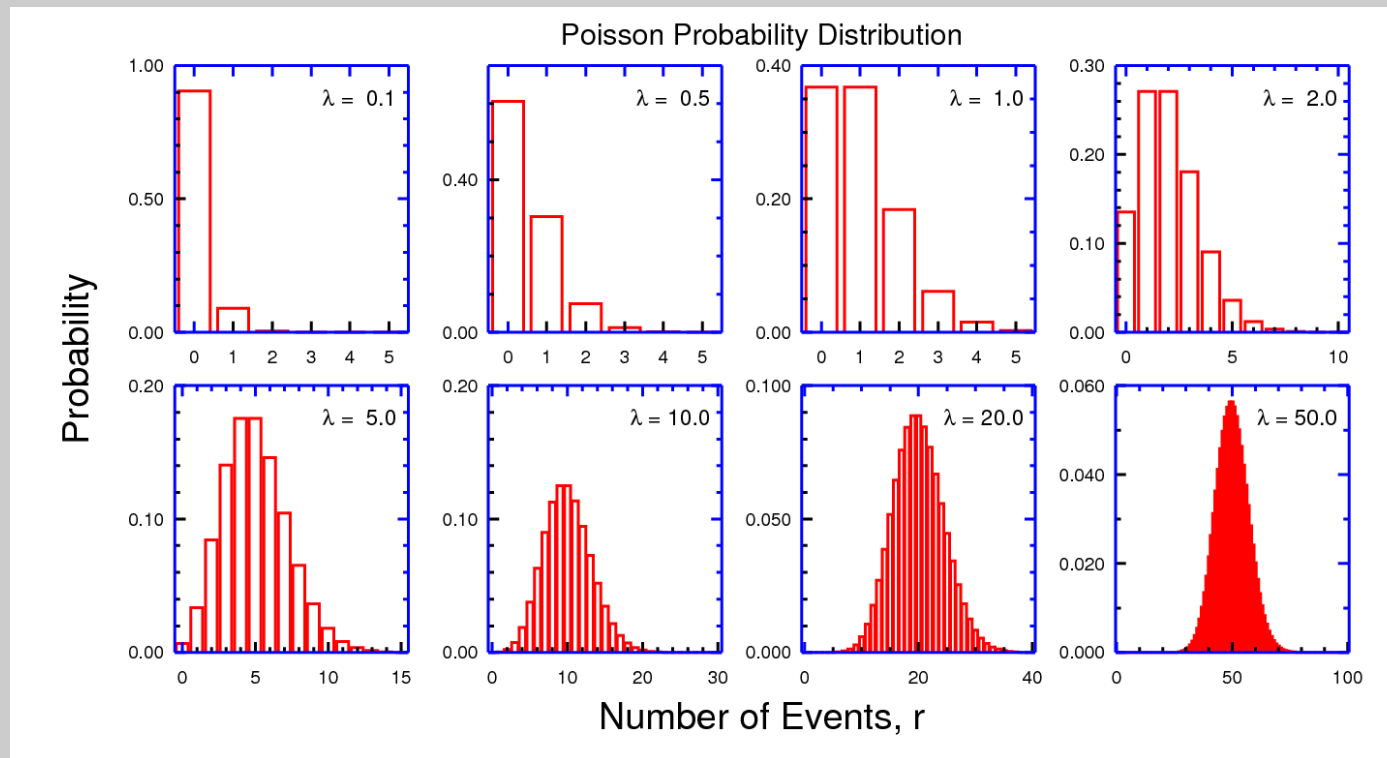 Poisson Probability Distribution
1.00
0.50
0.00
λ = 0.1
0 1 2 3 4 5
0.40
0.00
λ = 0.5
0 1 2 3 4 5
0.40
0.20
0.00
λ = 1.0
0 1 2 3 4 5
0.30
0.20
0.10
0.00
λ = 2.0
0 5 10
Probability
0.20
0.10
0.00
λ = 5.0
0 5 10 15
0.20
0.10
0.00
λ = 10.0
0 10 20 30
0.100
0.050
0.000
λ = 20.0
0 20 40
0.060
0.040
0.020
0.000
λ = 50.0
0 50 100
Number of Events, r